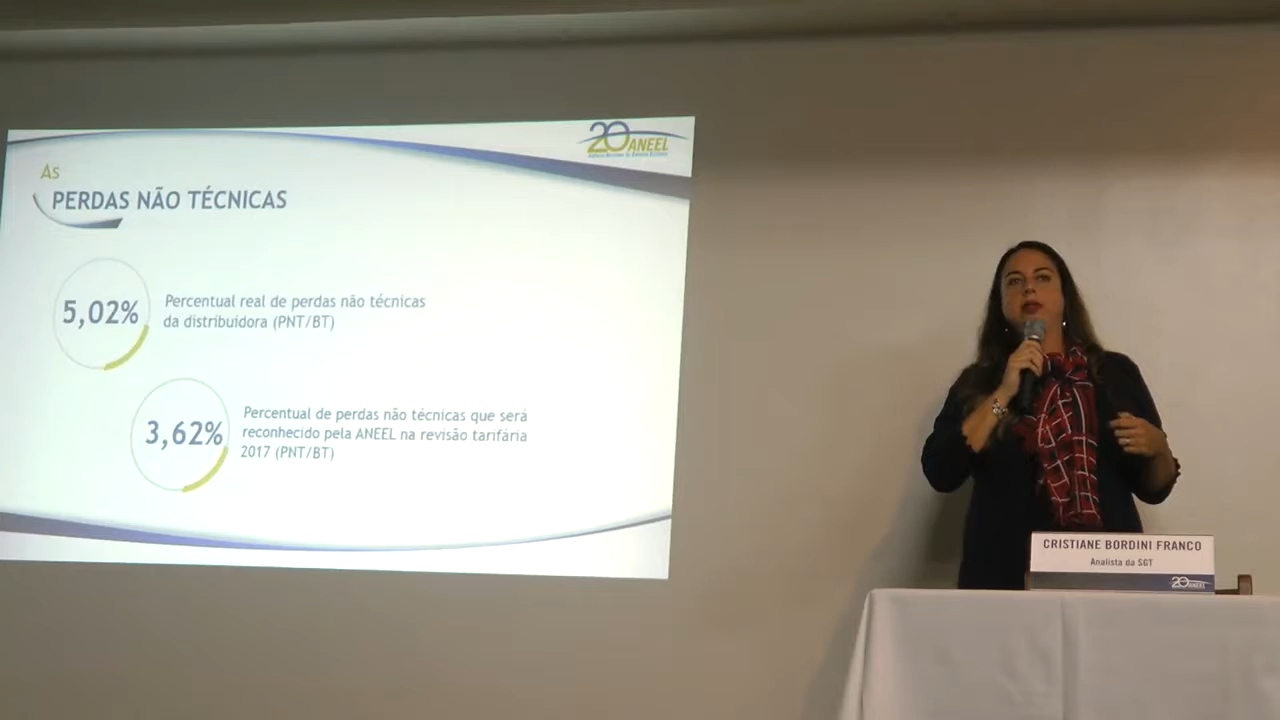 20 ANEEL
As
PERDAS NÃO TÉCNICAS
5,02%
Percentual real de perdas não técnicas
da distribuidora (PNT/BT)
3,62%
Percentual de perdas não técnicas que será
reconhecido pela ANEEL na revisão tarifária
2017 (PNT/BT)
CRISTIANE BORDINI FRANCO
Analista da SGT
20 ANEEL